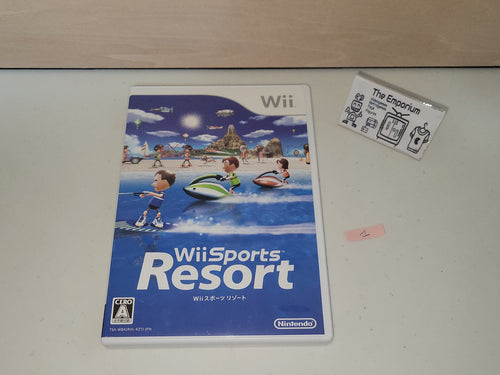 Wii
The Emporium
Wii Sports
Resort
Wiiスポーツ リゾート
CERO
A
Nintendo
1